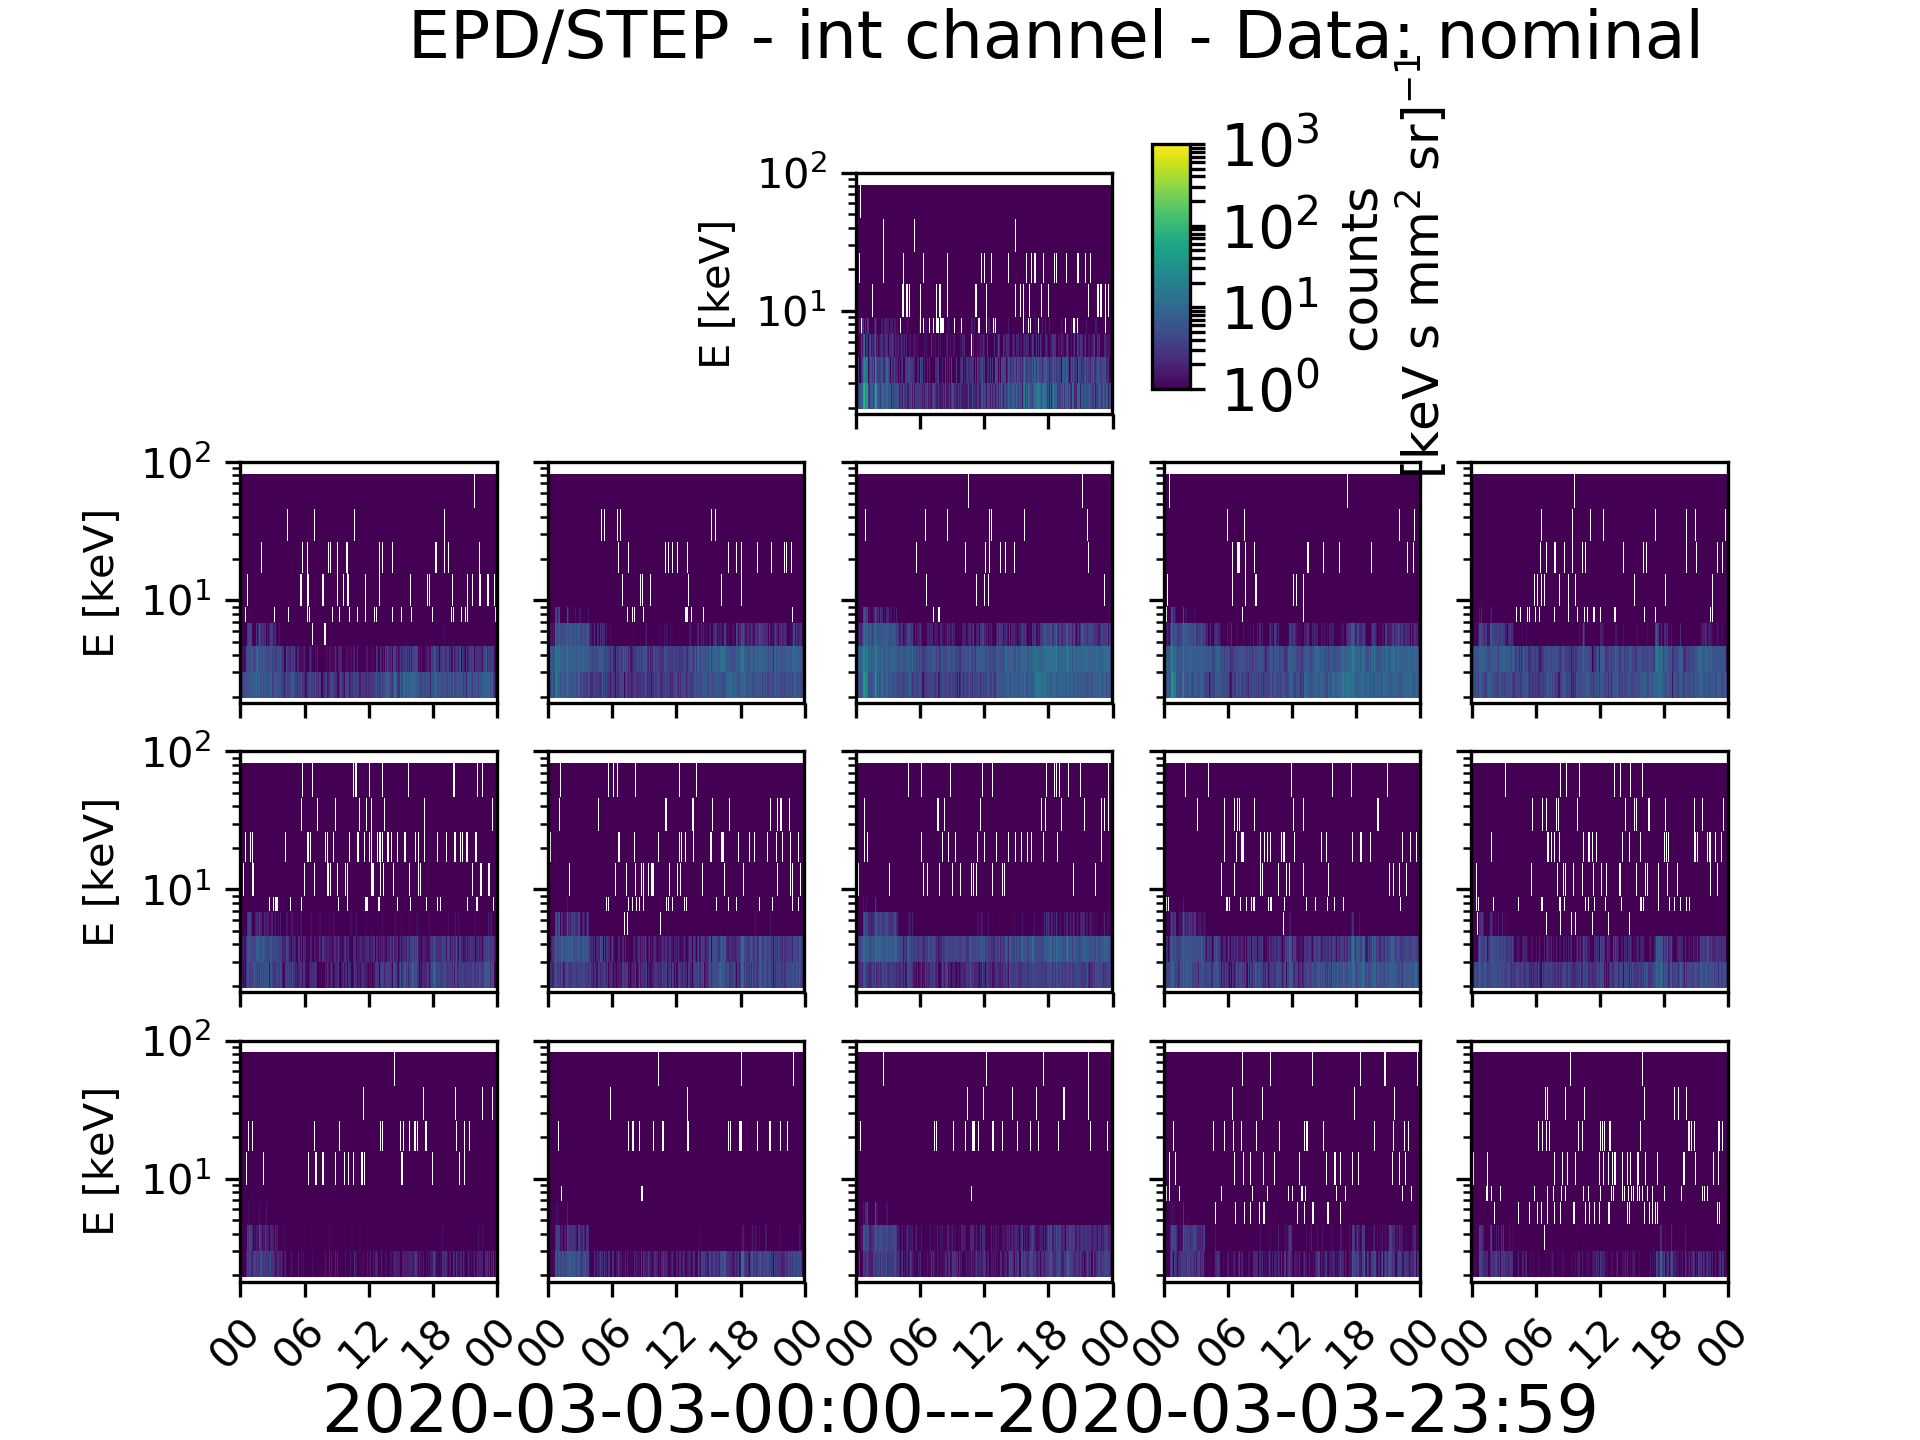 EPD/STEP - int channel - Data: nominal
10²
10¹
E [keV]
10³
10²
10¹
10⁰
counts
[keV s mm² sr]⁻¹
10²
10¹
E [keV]
10²
10¹
E [keV]
10²
10¹
E [keV]
00 06 12 18 00 00 06 12 18 00 00 06 12 18 00 00 06 12 18 00 00 06 12 18 00
2020-03-03-00:00---2020-03-03-23:59